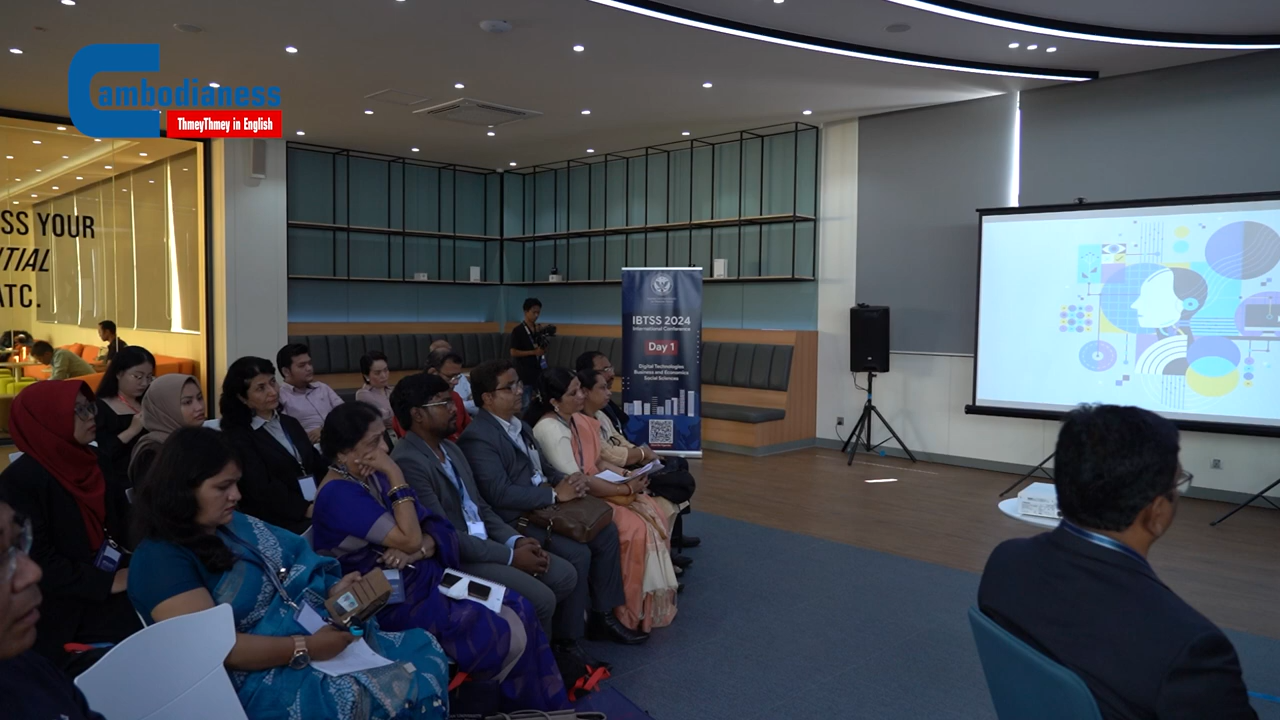 Cambodianess
ThmeyThmey in English
SS YOUR
NTIAL
ATC.
IBTSS 2024
International Conference
Day 1
Digital Technologies
Business and Economics
Social Sciences